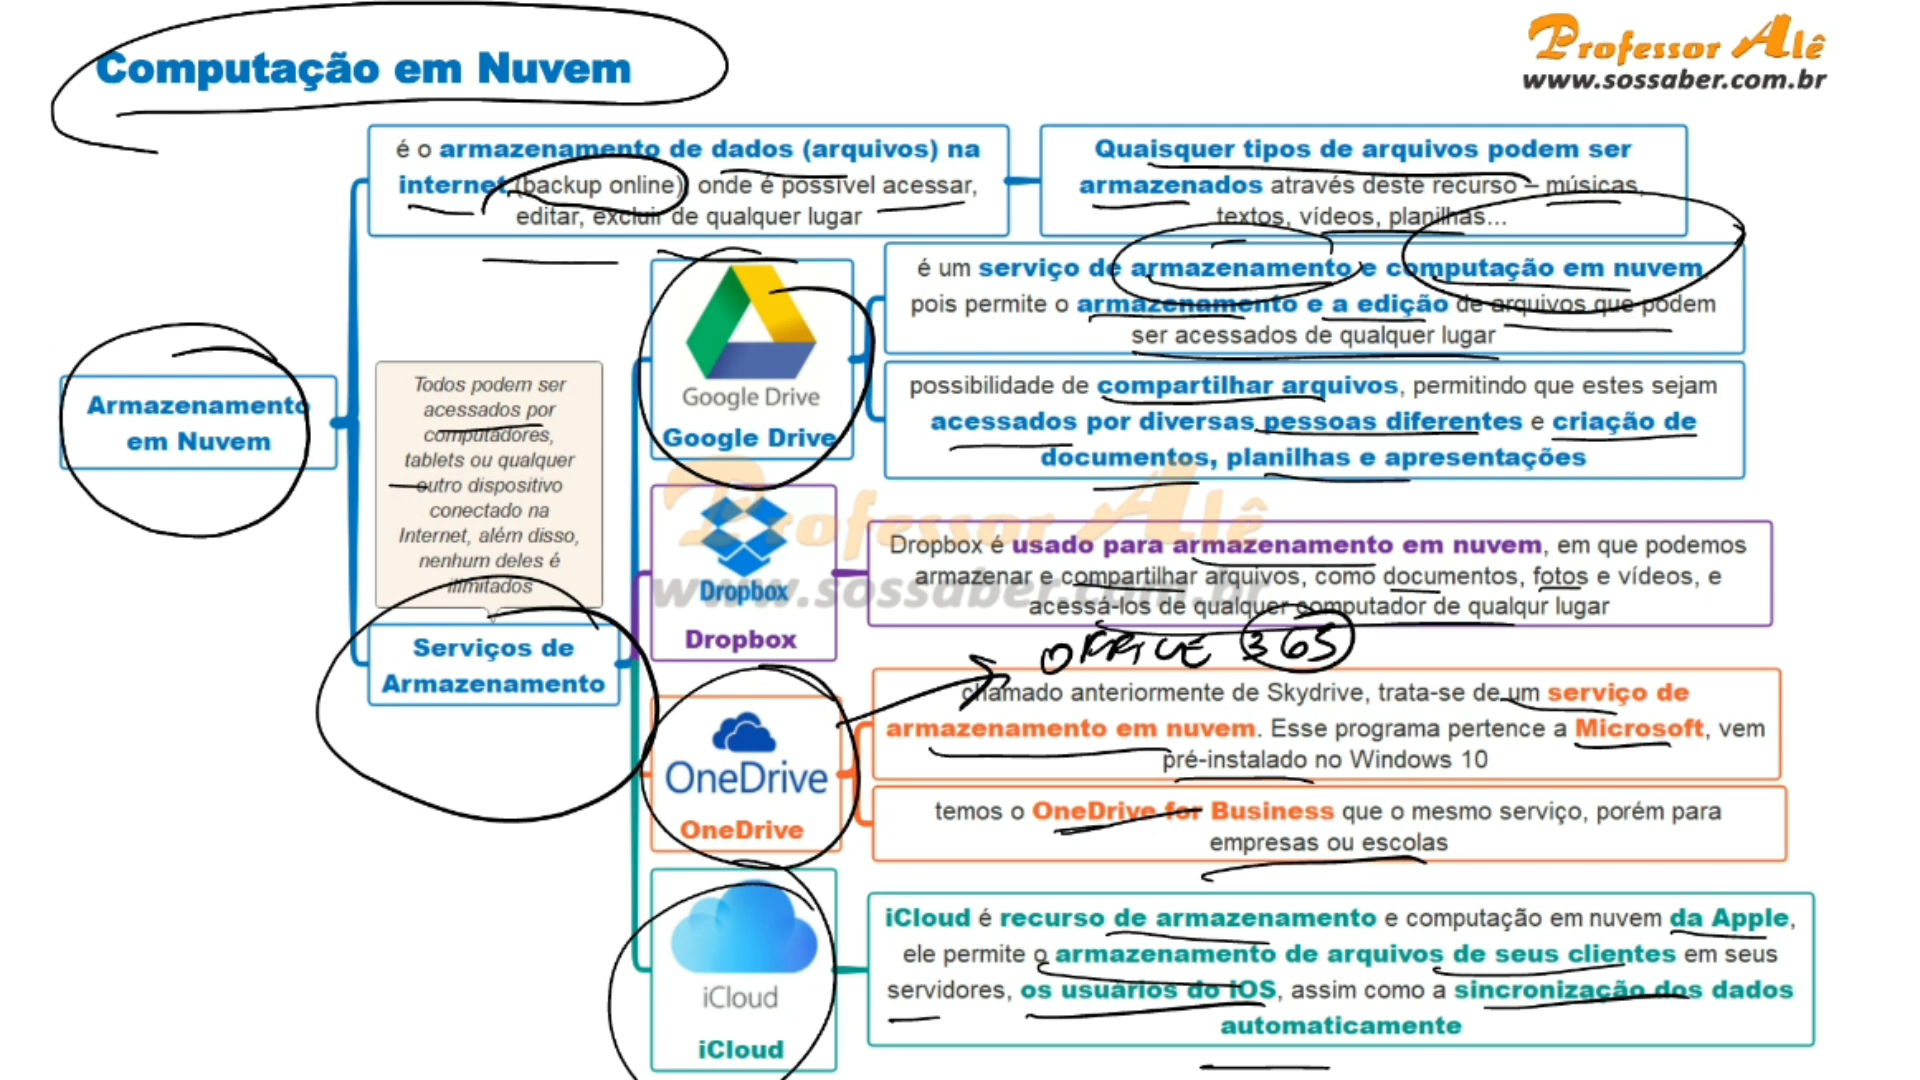 Computação em Nuvem
Professor Alê
www.sossaber.com.br
é o armazenamento de dados (arquivos) na
internet (backup online) onde é possível acessar,
editar, excluir de qualquer lugar
Quaisquer tipos de arquivos podem ser
armazenados através deste recurso – músicas,
textos, vídeos, planilhas...
Armazenamento
em Nuvem
Todos podem ser
acessados por
computadores,
tablets ou qualquer
outro dispositivo
conectado na
Internet, além disso,
nenhum deles é
ilimitados
Serviços de
Armazenamento
Google Drive
Google Drive
é um serviço de armazenamento e computação em nuvem,
pois permite o armazenamento e a edição de arquivos que podem
ser acessados de qualquer lugar
possibilidade de compartilhar arquivos, permitindo que estes sejam
acessados por diversas pessoas diferentes e criação de
documentos, planilhas e apresentações
Professor Alê
www.sossaber.com.br
Dropbox
Dropbox
Dropbox é usado para armazenamento em nuvem, em que podemos
armazenar e compartilhar arquivos, como documentos, fotos e vídeos, e
acessá-los de qualquer computador de qualqur lugar
OFFICE 365
OneDrive
OneDrive
chamado anteriormente de Skydrive, trata-se de um serviço de
armazenamento em nuvem. Esse programa pertence a Microsoft, vem
pré-instalado no Windows 10
temos o OneDrive for Business que o mesmo serviço, porém para
empresas ou escolas
iCloud
iCloud
iCloud é recurso de armazenamento e computação em nuvem da Apple,
ele permite o armazenamento de arquivos de seus clientes em seus
servidores, os usuários do iOS, assim como a sincronização dos dados
automaticamente